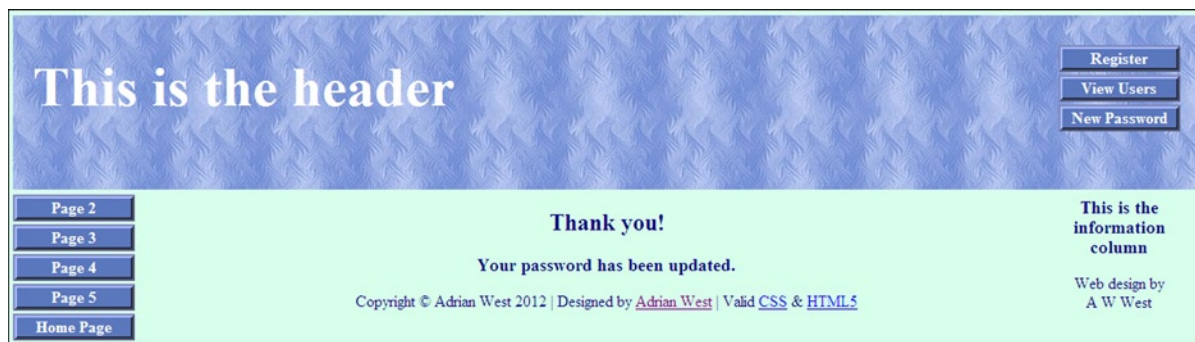 This is the header
Register
View Users
New Password
Page 2
Page 3
Page 4
Page 5
Home Page
Thank you!
Your password has been updated.
Copyright © Adrian West 2012 | Designed by Adrian West | Valid CSS & HTML5
This is the
information
column
Web design by
A W West